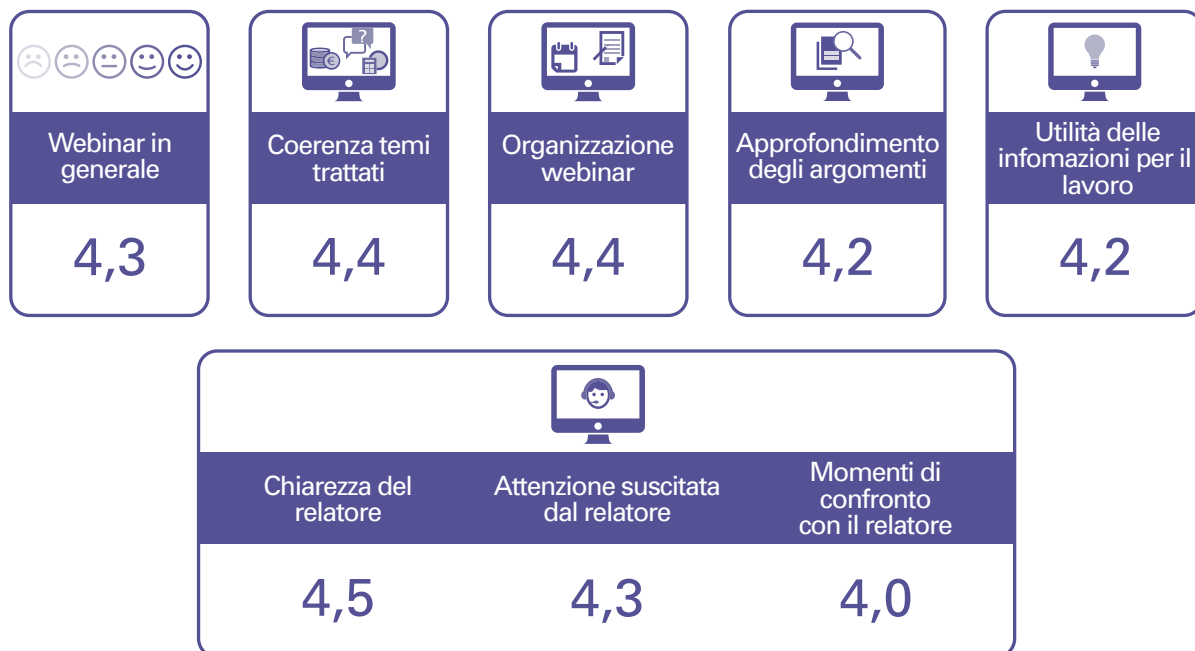 Webinar in
generale
4,3
Coerenza temi
trattati
4,4
Organizzazione
webinar
4,4
Approfondimento
degli argomenti
4,2
Utilità delle
infomazioni per il
lavoro
4,2
Chiarezza del
relatore
4,5
Attenzione suscitata
dal relatore
4,3
Momenti di
confronto
con il relatore
4,0